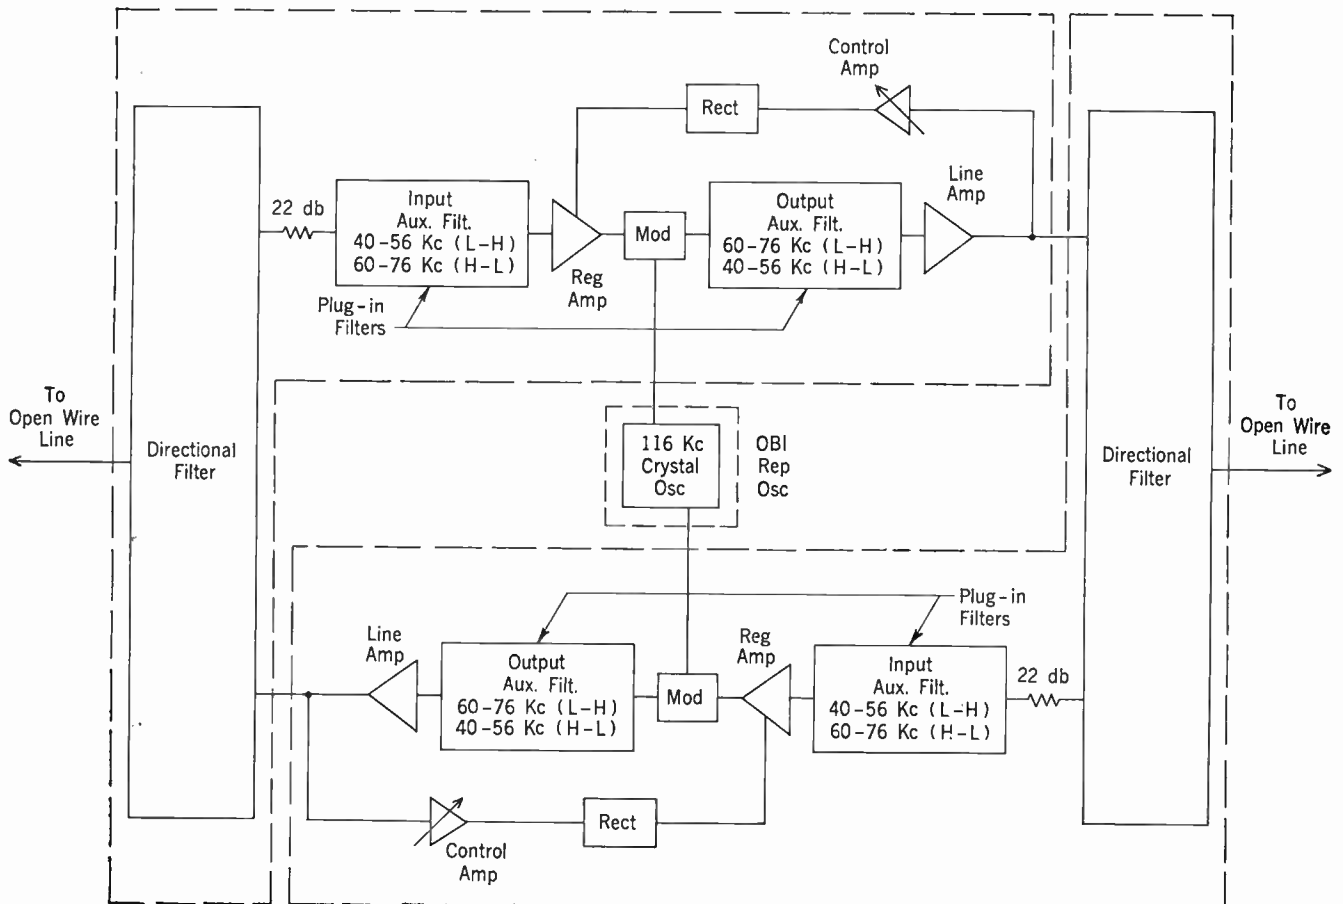 Control
Amp
Rect
Line
Amp
22 db
Input
Aux. Filt.
40-56 Kc (L-H)
60-76 Kc (H-L)
Mod
Output
Aux. Filt.
60-76 Kc (L-H)
40-56 Kc (H-L)
Reg
Amp
Plug-in
Filters
To
Open Wire
Line
Directional
Filter
116 Kc
Crystal
Osc
OBI
Rep
Osc
Directional
Filter
To
Open Wire
Line
Plug-in
Filters
Line
Amp
Output
Aux. Filt.
60-76 Kc (L-H)
40-56 Kc (H-L)
Mod
Reg
Amp
Input
Aux. Filt.
40-56 Kc (L-H)
60-76 Kc (H-L)
22 db
Control
Amp
Rect